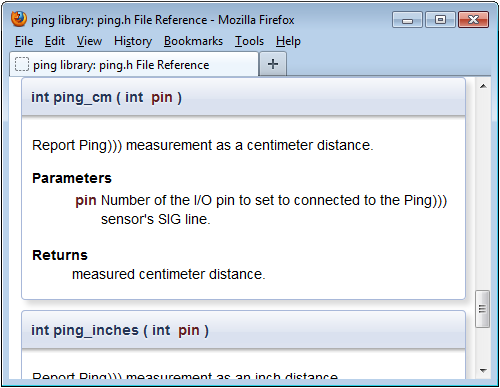 ping library: ping.h File Reference - Mozilla Firefox
File Edit View History Bookmarks Tools Help
ping library: ping.h File Reference
int ping_cm ( int pin )
Report Ping))) measurement as a centimeter distance.
Parameters
pin Number of the I/O pin to set to connected to the Ping)))
sensor's SIG line.
Returns
measured centimeter distance.
int ping_inches ( int pin )
Report Ping))) measurement as an inch distance